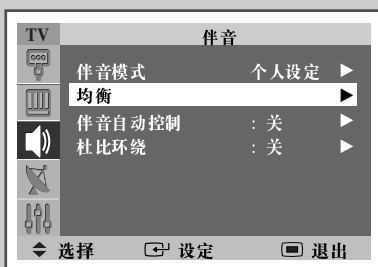 TV 伴音
伴音模式 个人设定 ▶
均衡 ▶
伴音自动控制 : 关 ▶
杜比环绕 : 关 ▶
选择 设定 退出